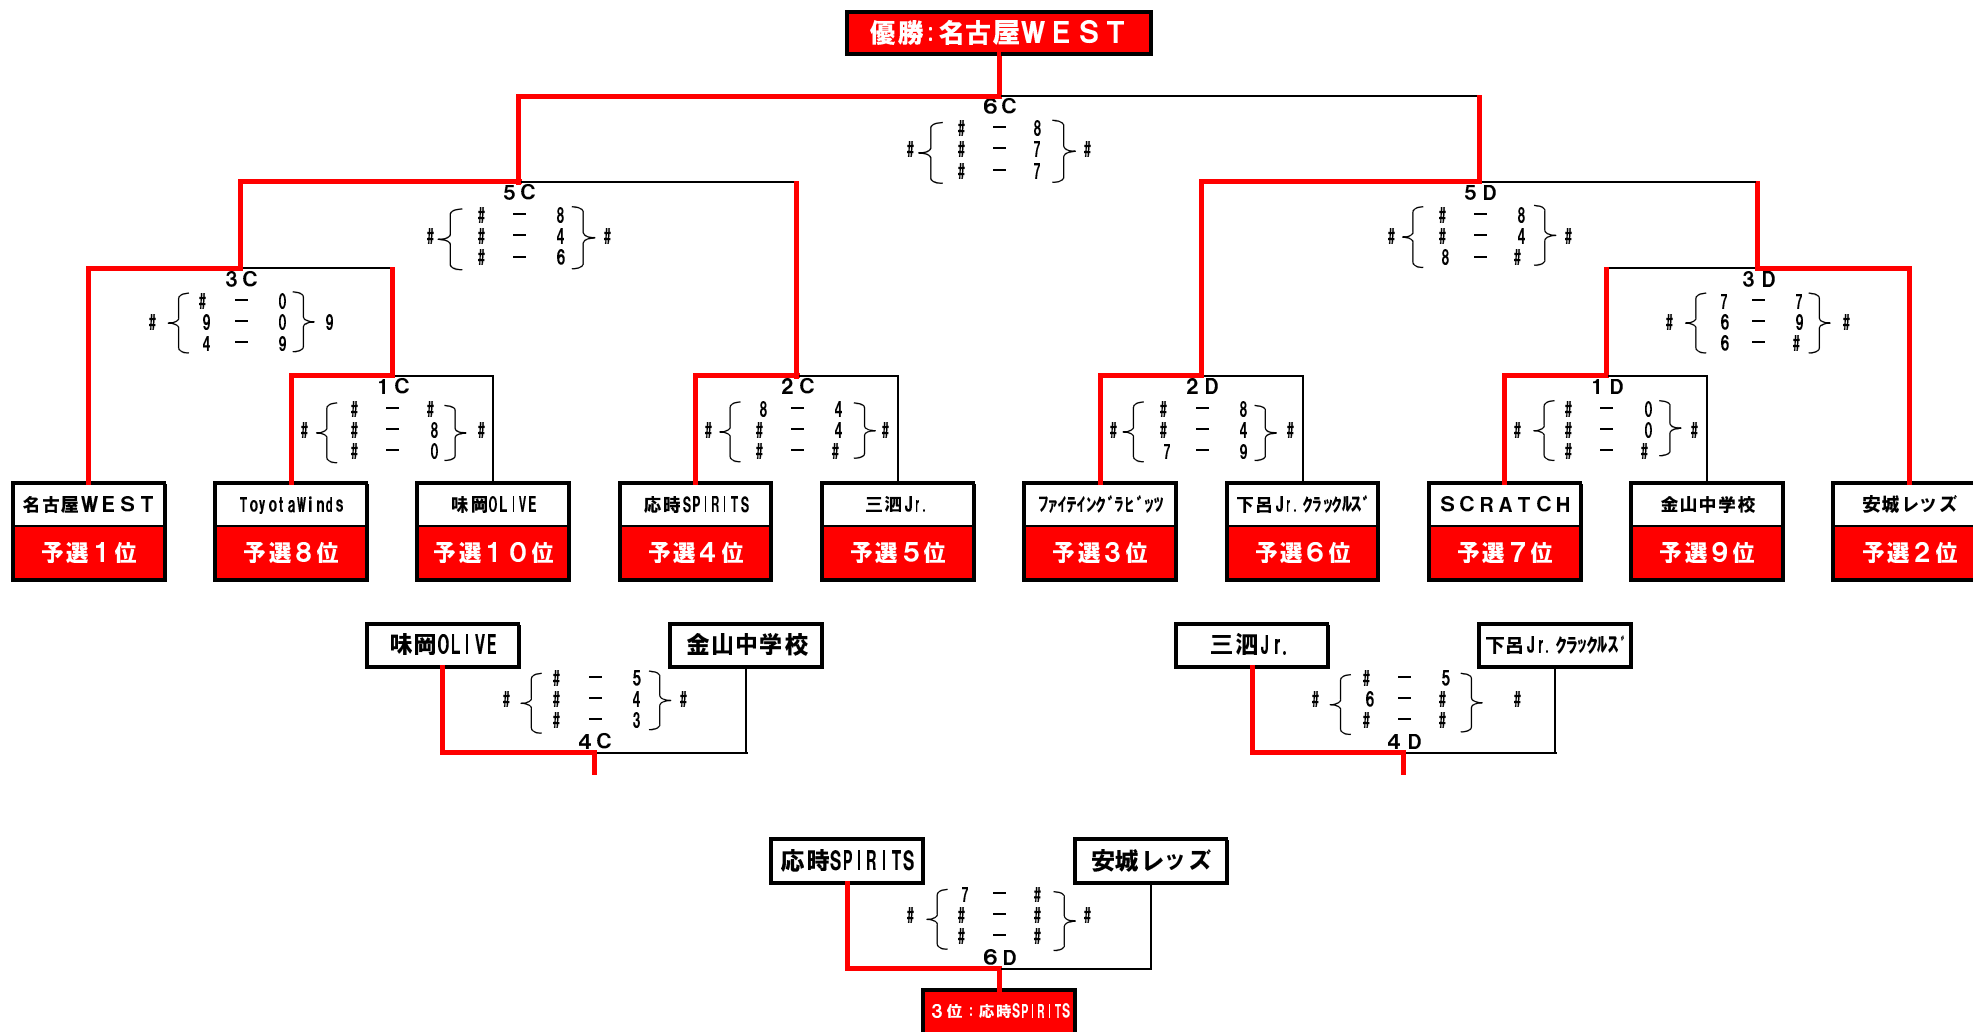 優勝:名古屋ＷＥＳＴ
6C
# — 8
# # — 7 #
# — 7
5C
# — 8
# # — 4 #
# — 6
5D
# — 8
# # — 4 #
8 — #
3C
# — 0
# 9 — 0 9
4 — 9
3D
7 — 7
# 6 — 9 #
6 — #
1C
# — #
# # — 8 #
# — 0
2C
8 — 4
# # — 4 #
# — #
2D
# — 8
# # — 4 #
7 — 9
1D
# — 0
# # — 0 #
# — #
名古屋ＷＥＳＴ ToyotaWinds 味岡OLIVE 応時SPIRITS 三泗Jr. ﾌｧｲﾃｲﾝｸﾞﾗﾋﾞｯﾂ 下呂Jr.ｸﾗｯｸﾙｽﾞ ＳＣＲＡＴＣＨ 金山中学校 安城レッズ
予選１位 予選８位 予選１０位 予選４位 予選５位 予選３位 予選６位 予選７位 予選９位 予選２位
味岡OLIVE 金山中学校
# — 5
# # — 4 #
# — 3
4C
三泗Jr. 下呂Jr.ｸﾗｯｸﾙｽﾞ
# — 5
# 6 — # #
# — #
4D
応時SPIRITS 安城レッズ
7 — #
# # — # #
# — #
6D
３位：応時SPIRITS